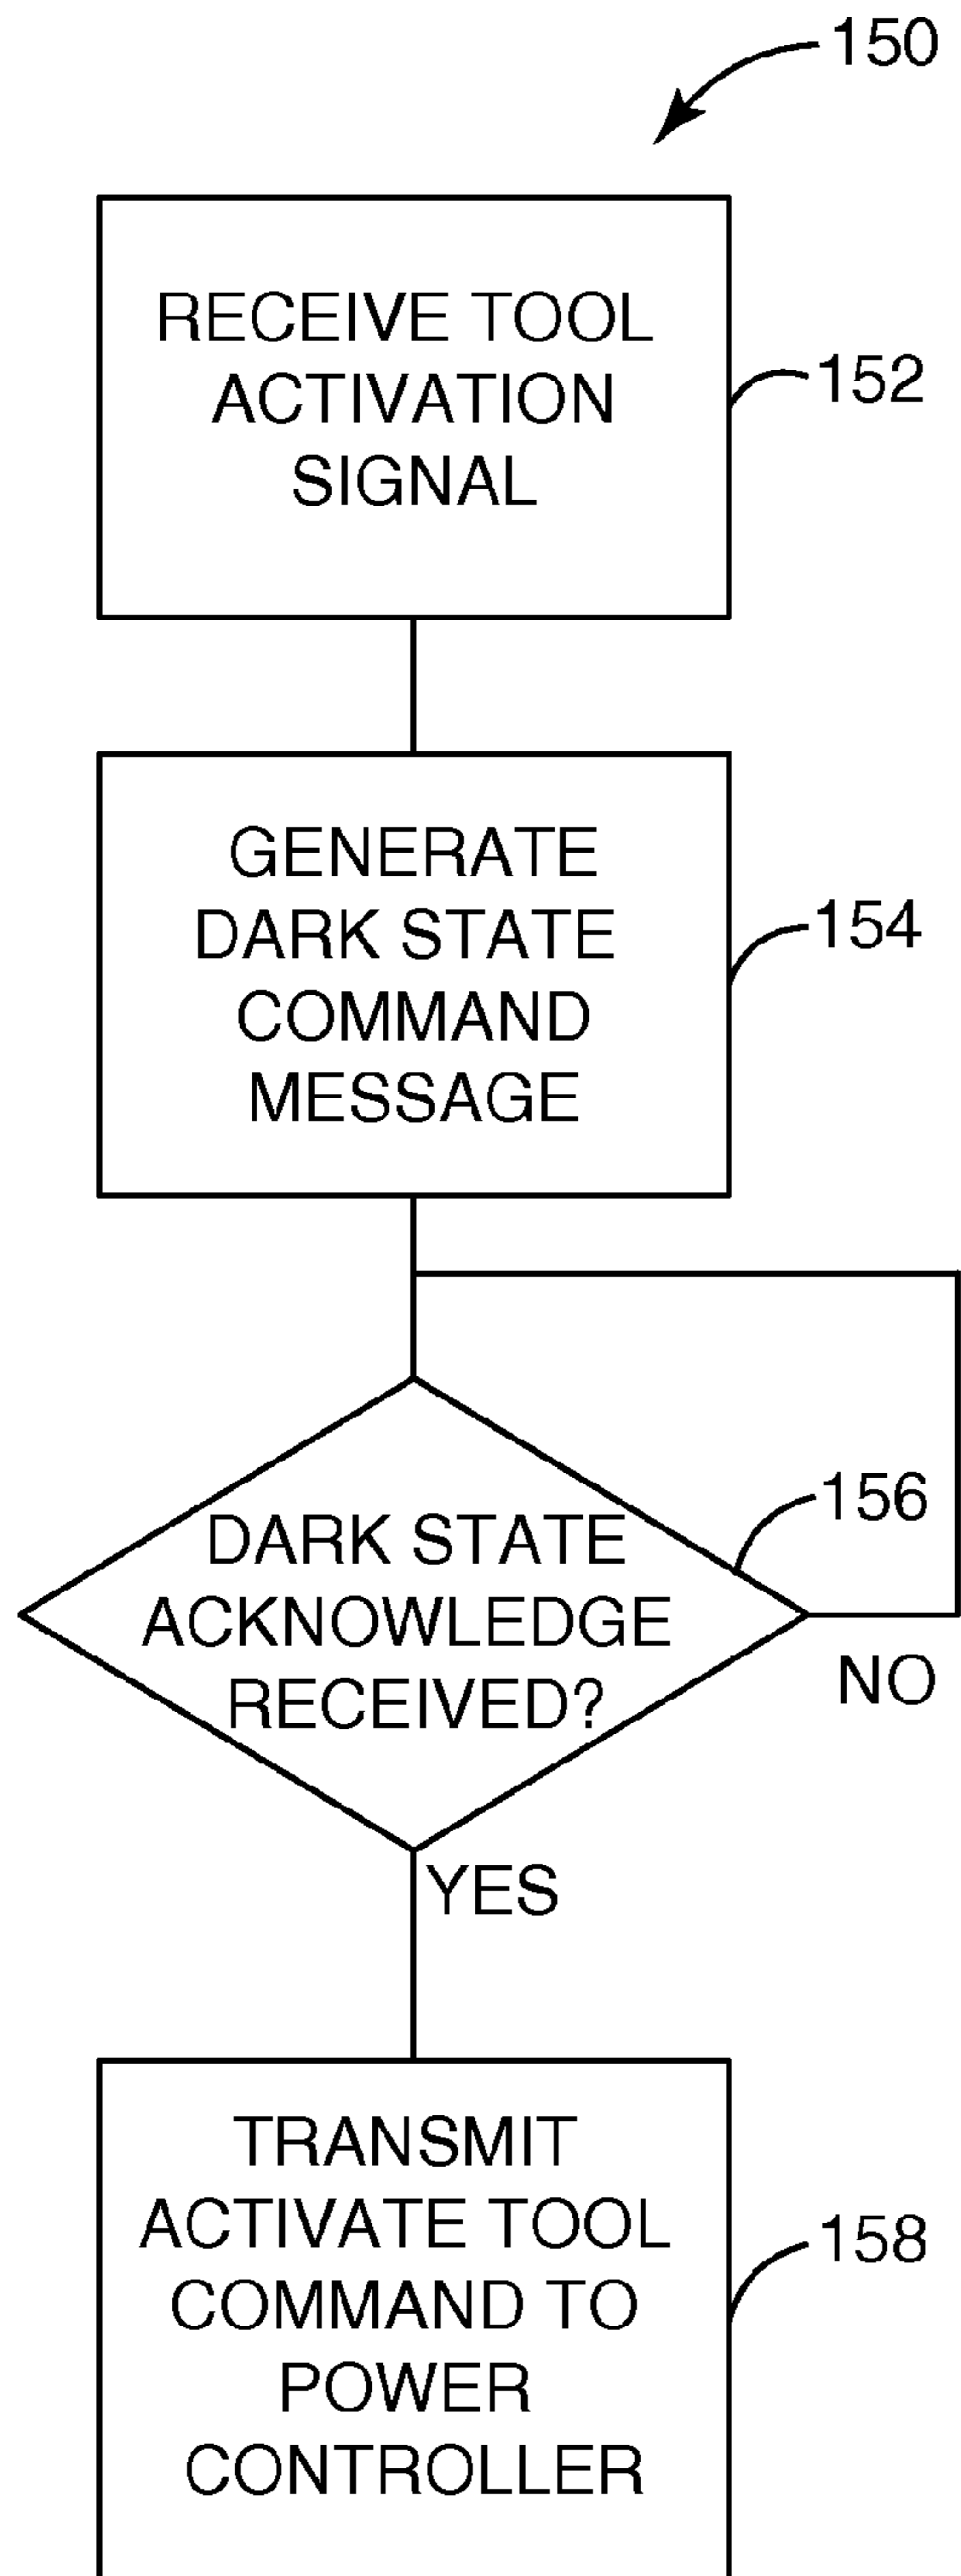 150
RECEIVE TOOL
ACTIVATION
SIGNAL
152
GENERATE
DARK STATE
COMMAND
MESSAGE
154
DARK STATE
ACKNOWLEDGE
RECEIVED?
156
NO
YES
TRANSMIT
ACTIVATE TOOL
COMMAND TO
POWER
CONTROLLER
158